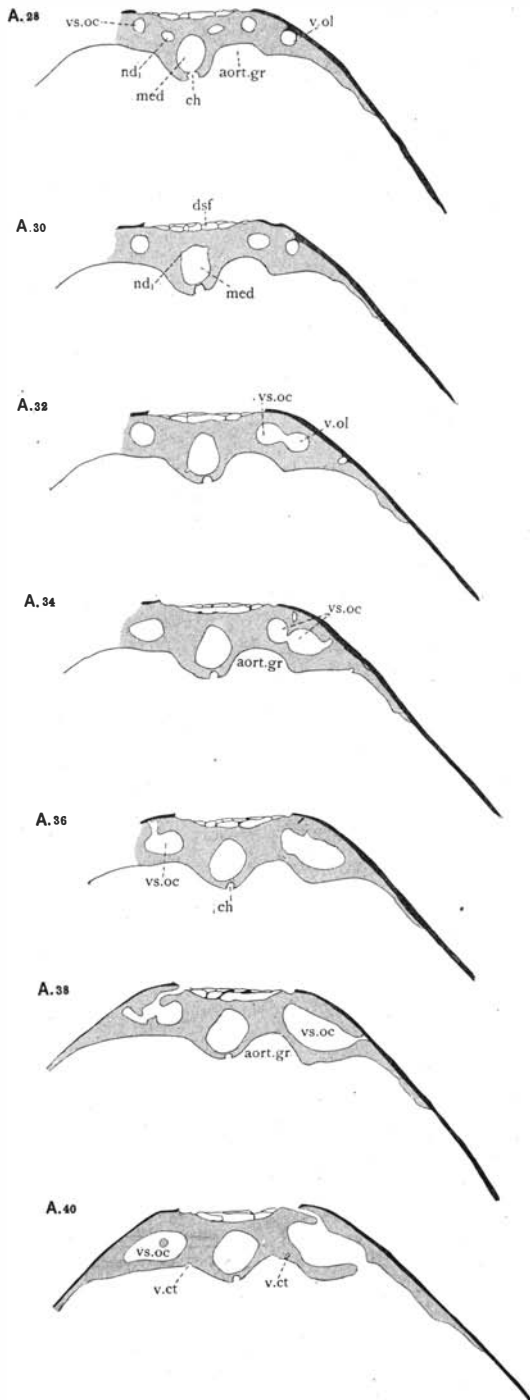 A.28
vs.oc
v.ol
nd₁
med
ch
aort.gr
A.30
dsf
nd₁
med
A.32
vs.oc
v.ol
A.34
vs.oc
aort.gr
A.36
vs.oc
ch
A.38
vs.oc
aort.gr
A.40
vs.oc
v.ct
v.ct